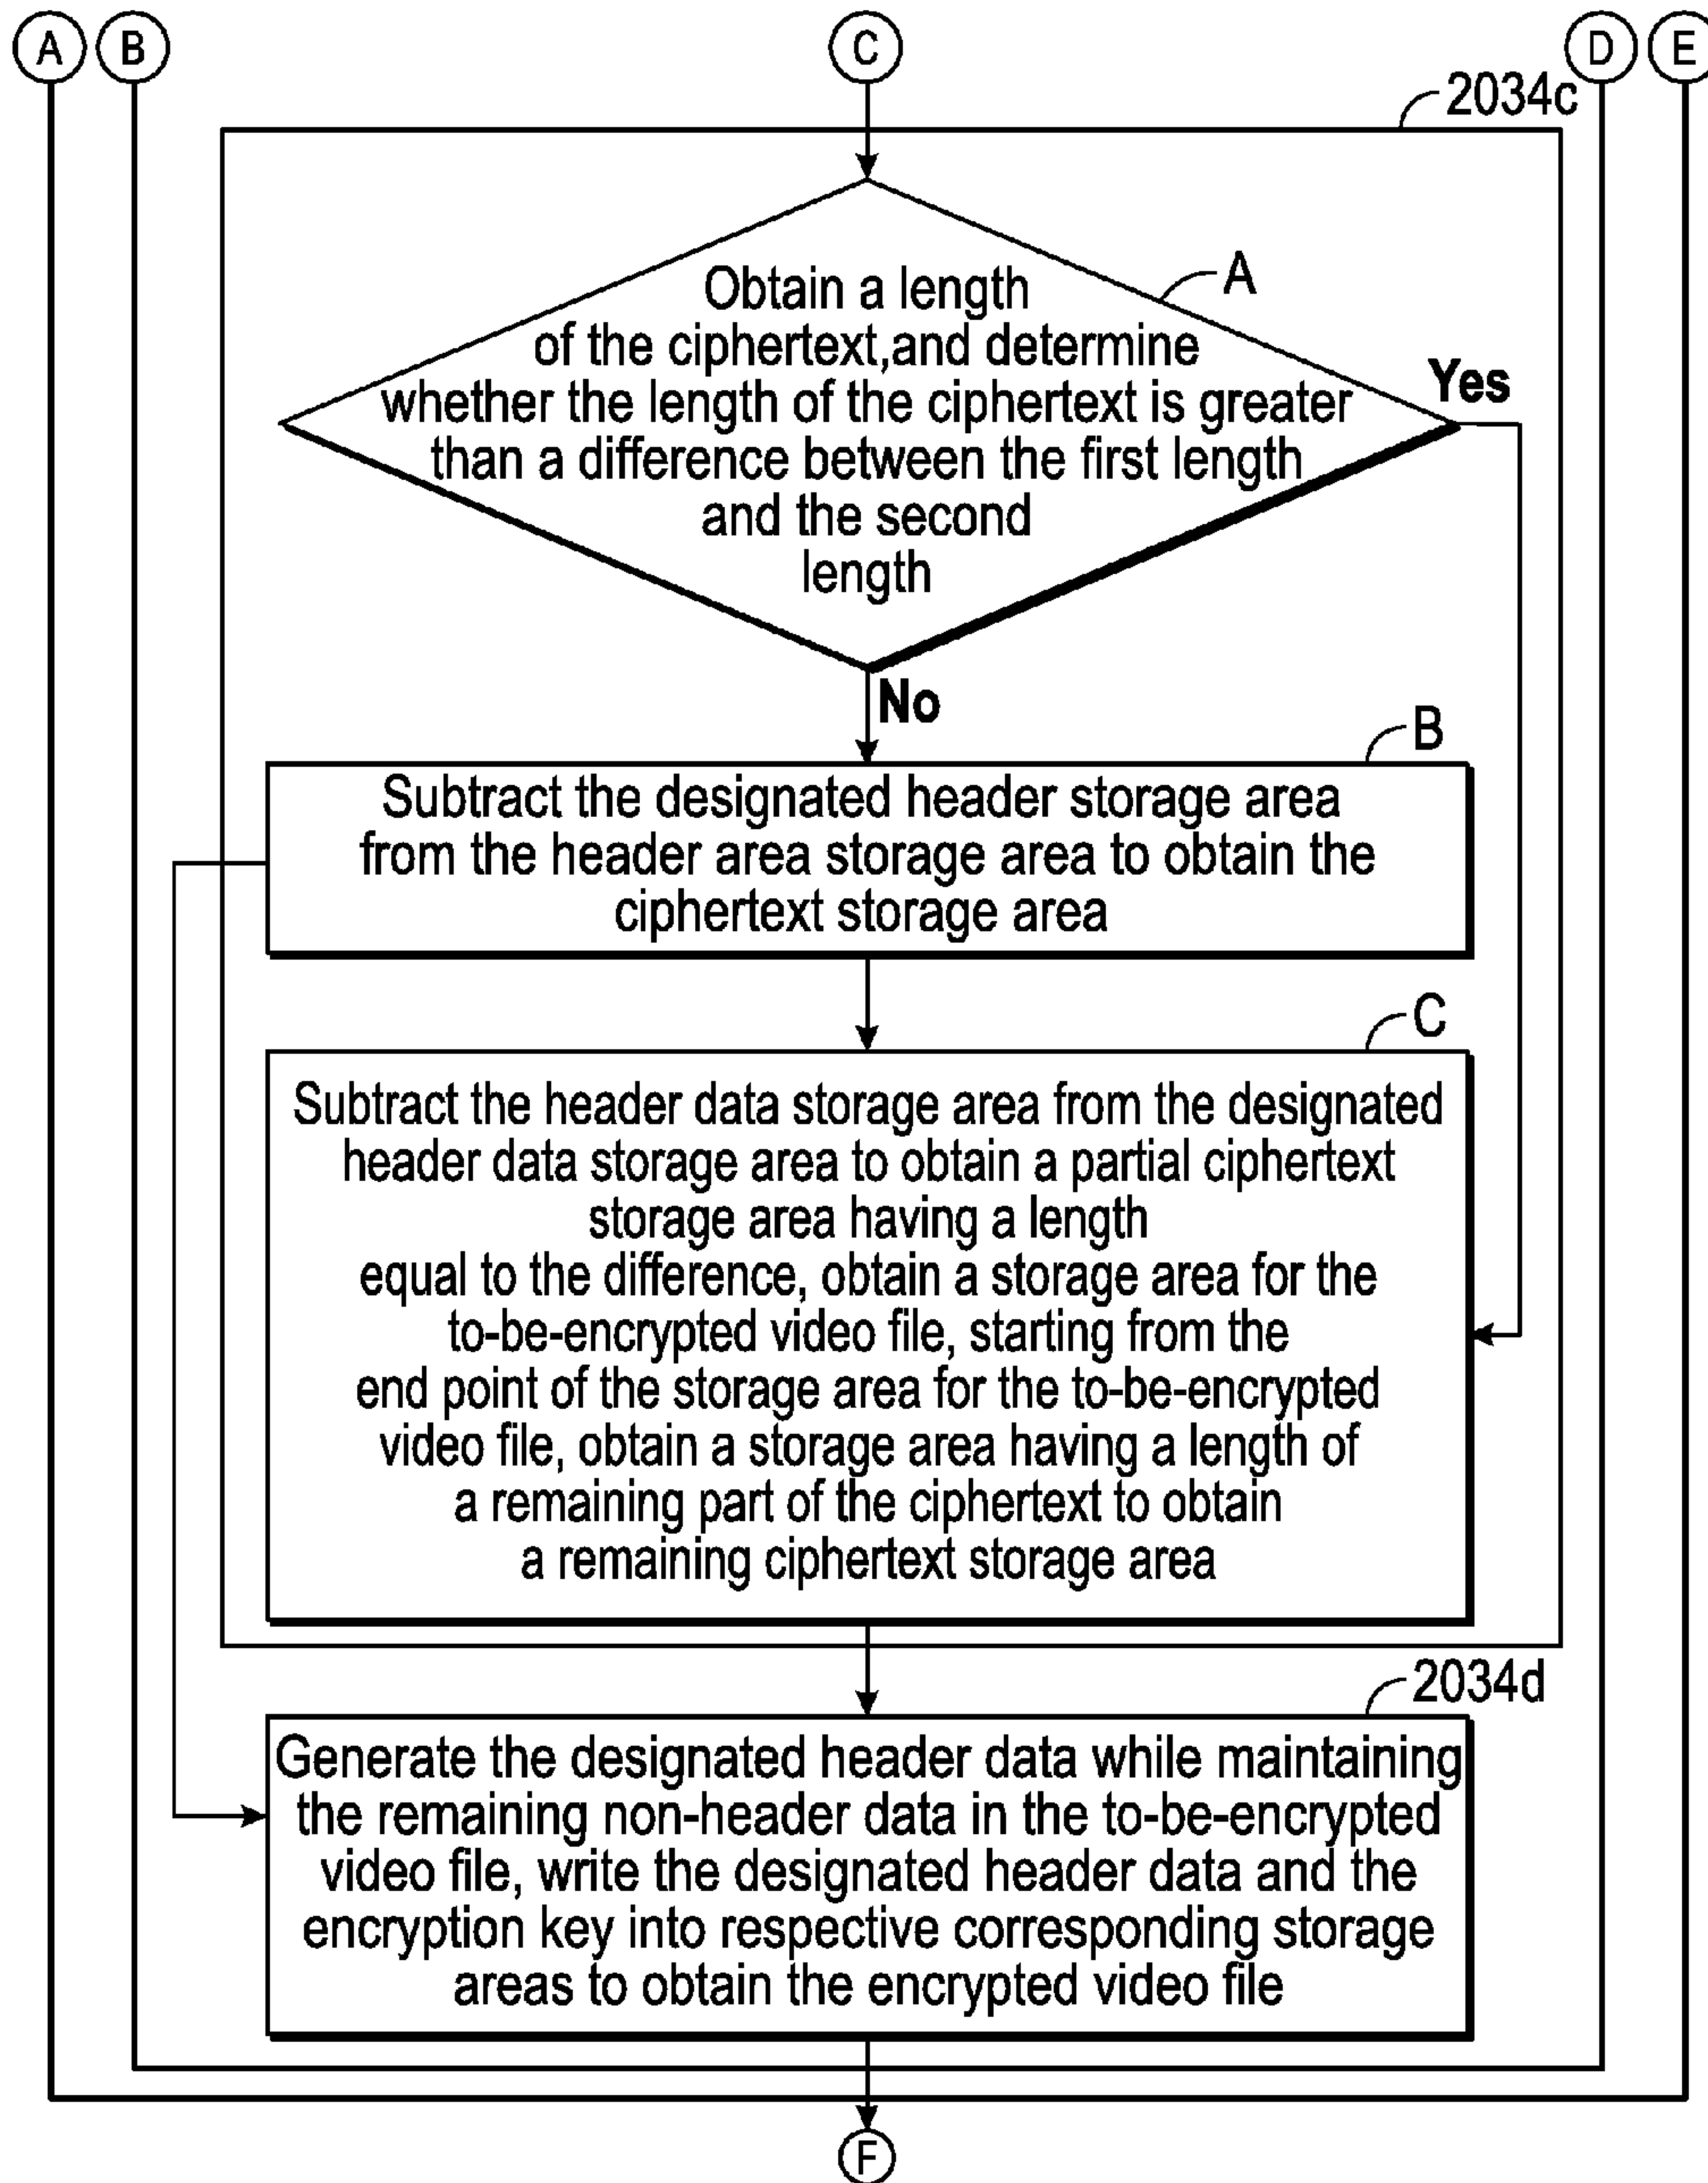 A
B
C
D
E
2034c
A
Obtain a length
of the ciphertext,and determine
whether the length of the ciphertext is greater
than a difference between the first length
and the second
length
Yes
No
B
Subtract the designated header storage area
from the header area storage area to obtain the
ciphertext storage area
C
Subtract the header data storage area from the designated
header data storage area to obtain a partial ciphertext
storage area having a length
equal to the difference, obtain a storage area for the
to-be-encrypted video file, starting from the
end point of the storage area for the to-be-encrypted
video file, obtain a storage area having a length of
a remaining part of the ciphertext to obtain
a remaining ciphertext storage area
2034d
Generate the designated header data while maintaining
the remaining non-header data in the to-be-encrypted
video file, write the designated header data and the
encryption key into respective corresponding storage
areas to obtain the encrypted video file
F